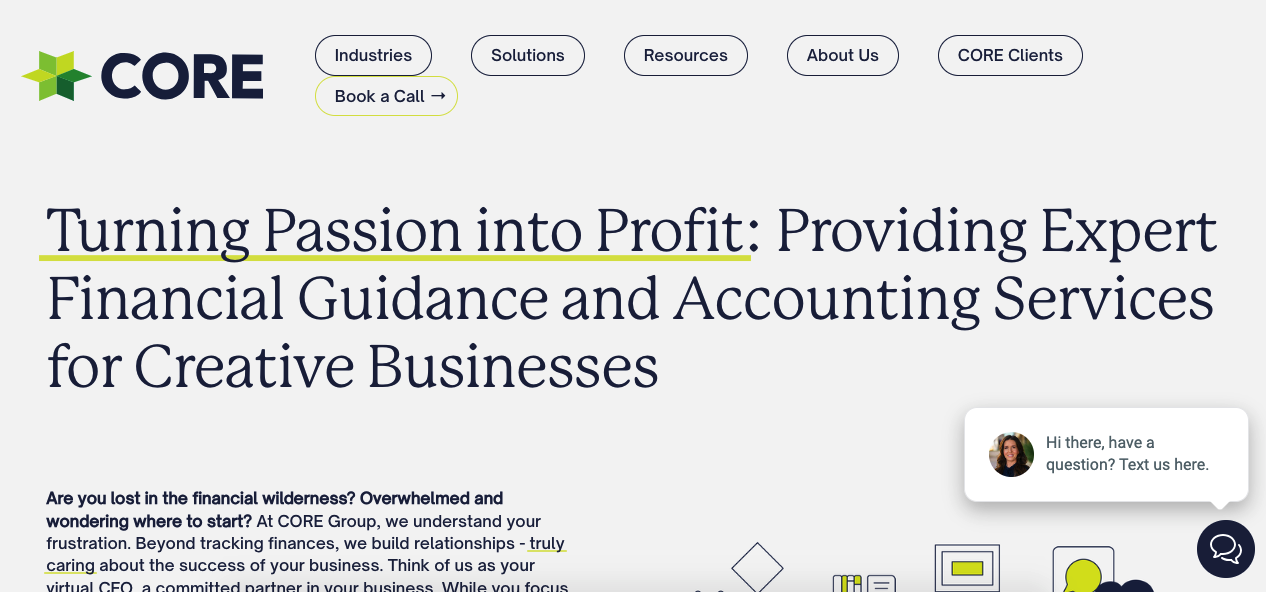 CORE
Industries
Solutions
Resources
About Us
CORE Clients
Book a Call →
Turning Passion into Profit: Providing Expert
Financial Guidance and Accounting Services
for Creative Businesses
Hi there, have a
question? Text us here.
Are you lost in the financial wilderness? Overwhelmed and
wondering where to start? At CORE Group, we understand your
frustration. Beyond tracking finances, we build relationships - truly
caring about the success of your business. Think of us as your
virtual CFO, a committed partner in your business. While you focus